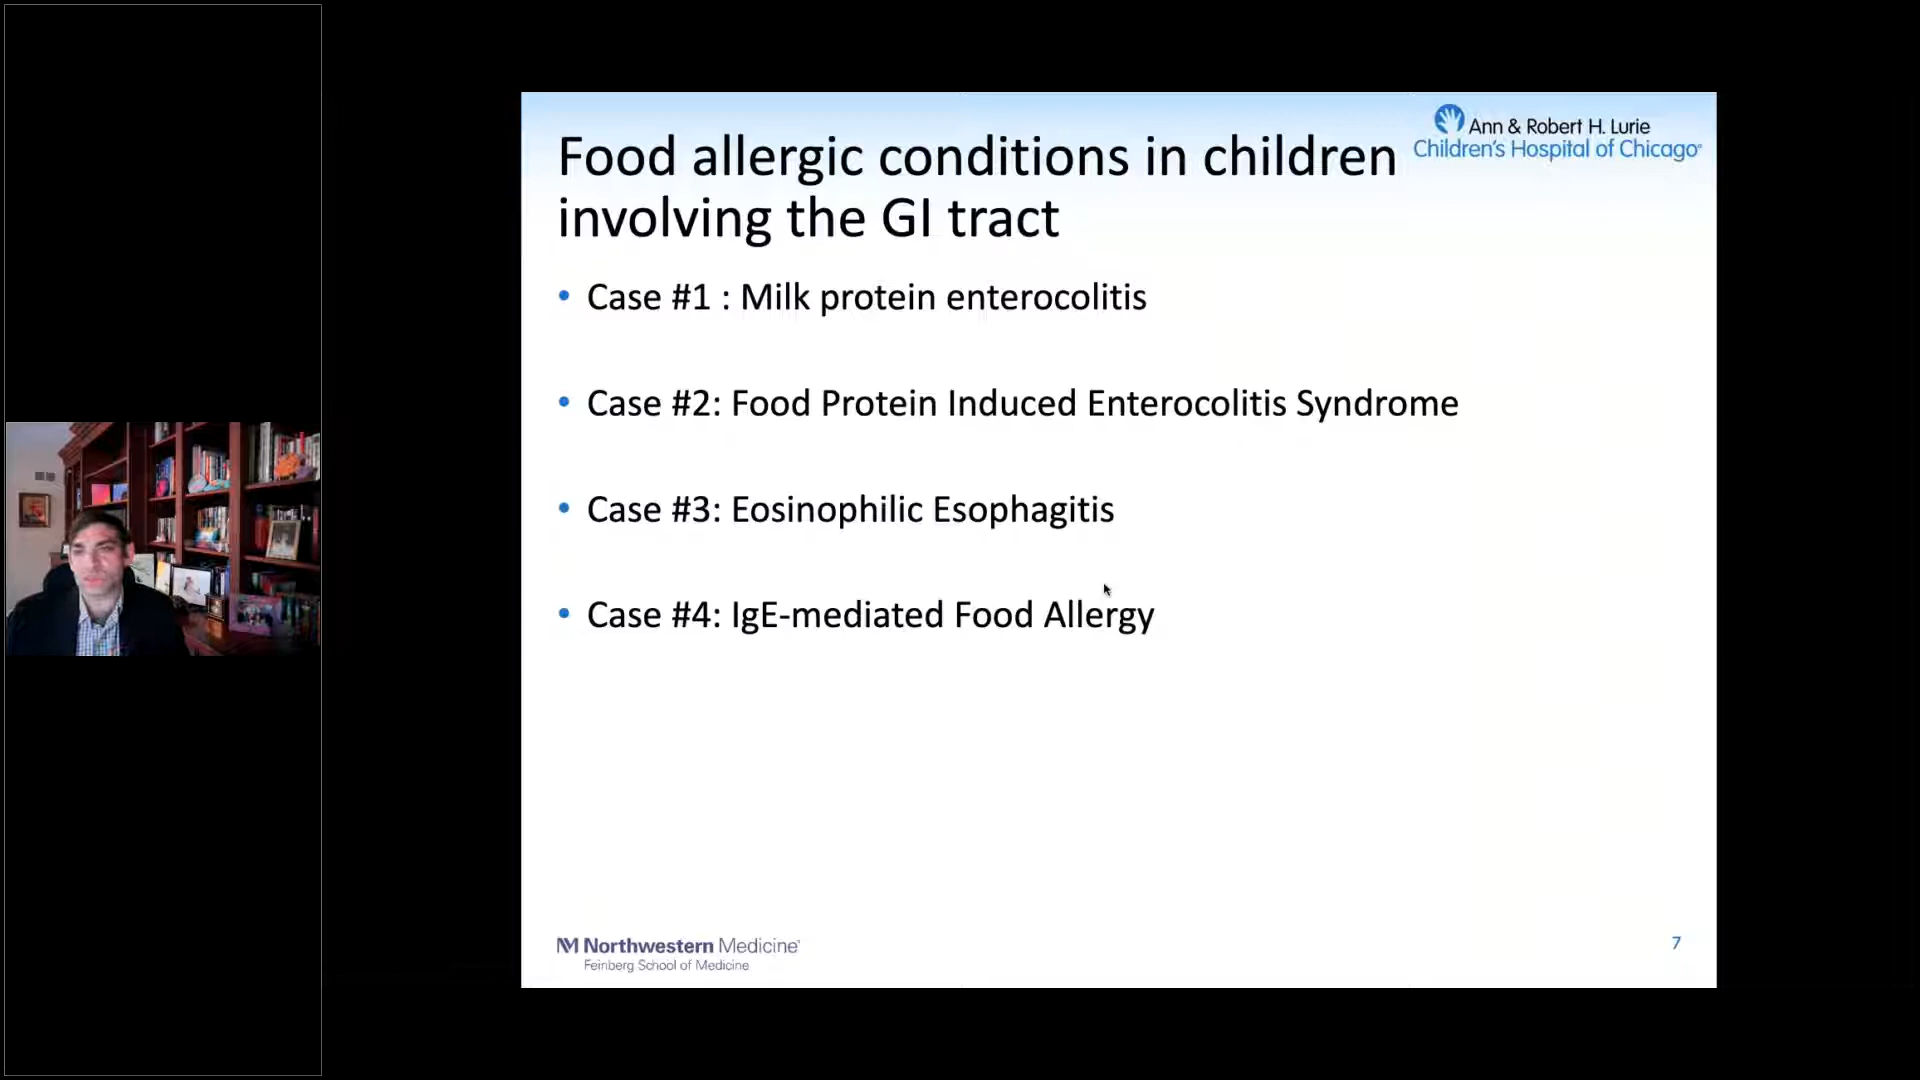 Ann & Robert H. Lurie
Children's Hospital of Chicago®
Food allergic conditions in children
involving the GI tract
• Case #1 : Milk protein enterocolitis
• Case #2: Food Protein Induced Enterocolitis Syndrome
• Case #3: Eosinophilic Esophagitis
• Case #4: IgE-mediated Food Allergy
NM Northwestern Medicine®
Feinberg School of Medicine
7